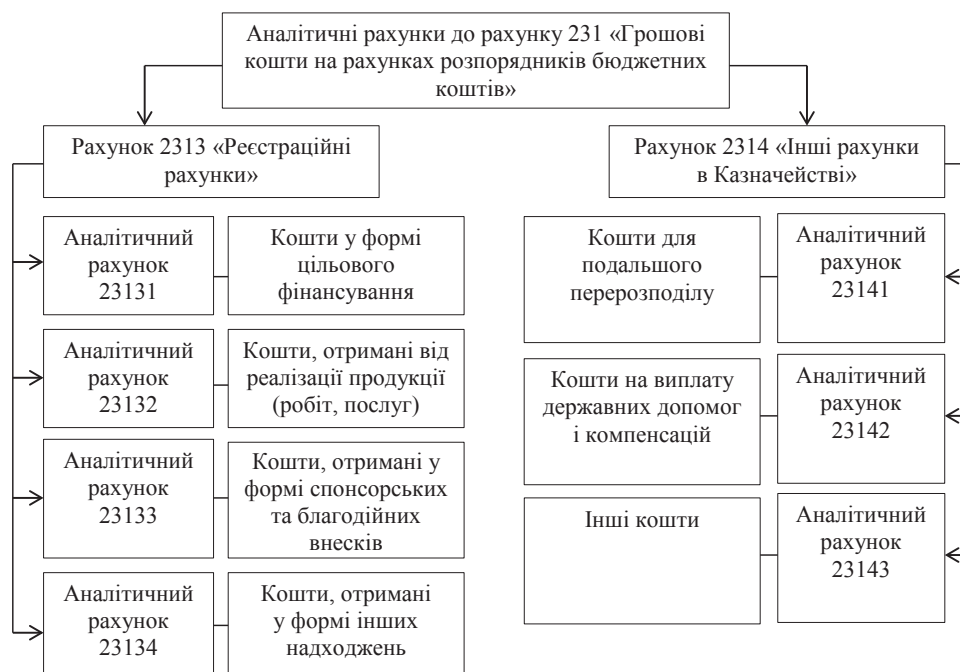 Аналітичні рахунки до рахунку 231 «Грошові
кошти на рахунках розпорядників бюджетних
коштів»
Рахунок 2313 «Реєстраційні
рахунки»
Аналітичний
рахунок
23131
Кошти у формі
цільового
фінансування
Аналітичний
рахунок
23132
Кошти, отримані від
реалізації продукції
(робіт, послуг)
Аналітичний
рахунок
23133
Кошти, отримані у
формі спонсорських
та благодійних
внесків
Аналітичний
рахунок
23134
Кошти, отримані
у формі інших
надходжень
Рахунок 2314 «Інші рахунки
в Казначействі»
Кошти для
подальшого
перерозподілу
Аналітичний
рахунок
23141
Кошти на виплату
державних допомог
і компенсацій
Аналітичний
рахунок
23142
Інші кошти
Аналітичний
рахунок
23143